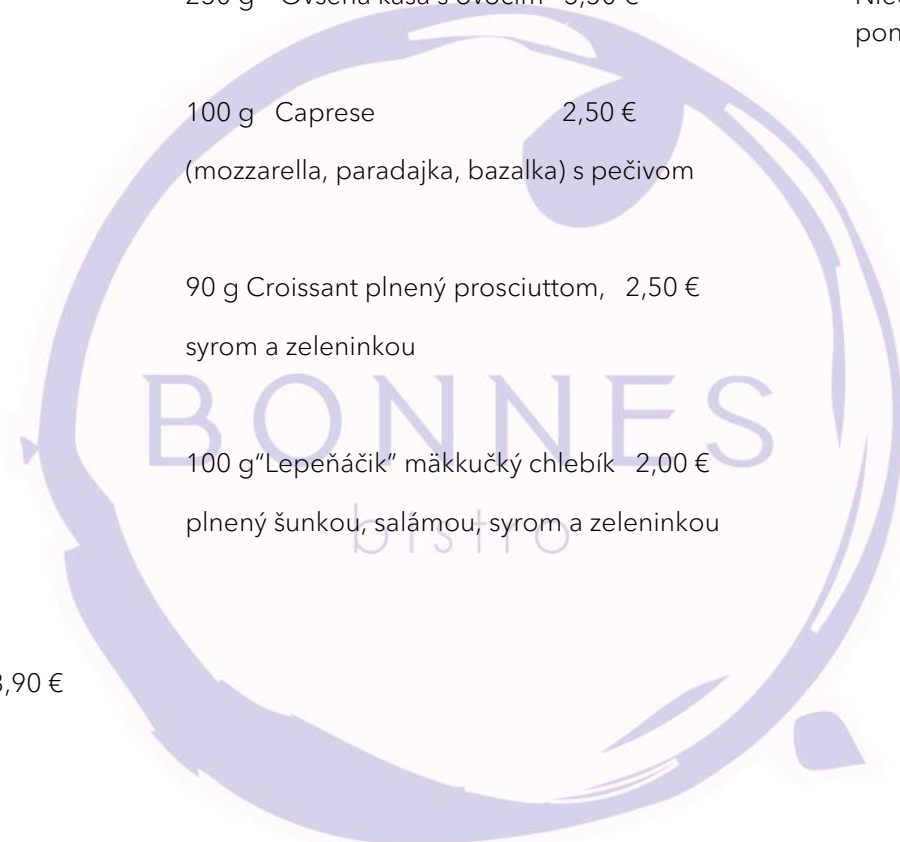 100 g Caprese 2,50 €
(mozzarella, paradajka, bazalka) s pečivom
90 g Croissant plnený prosciuttom, 2,50 €
syrom a zeleninkou
BONNES
100 g“Lepeňáčik” mäkkučký chlebík 2,00 €
plnený šunkou, salámou, syrom a zeleninkou
bistro
,90 €